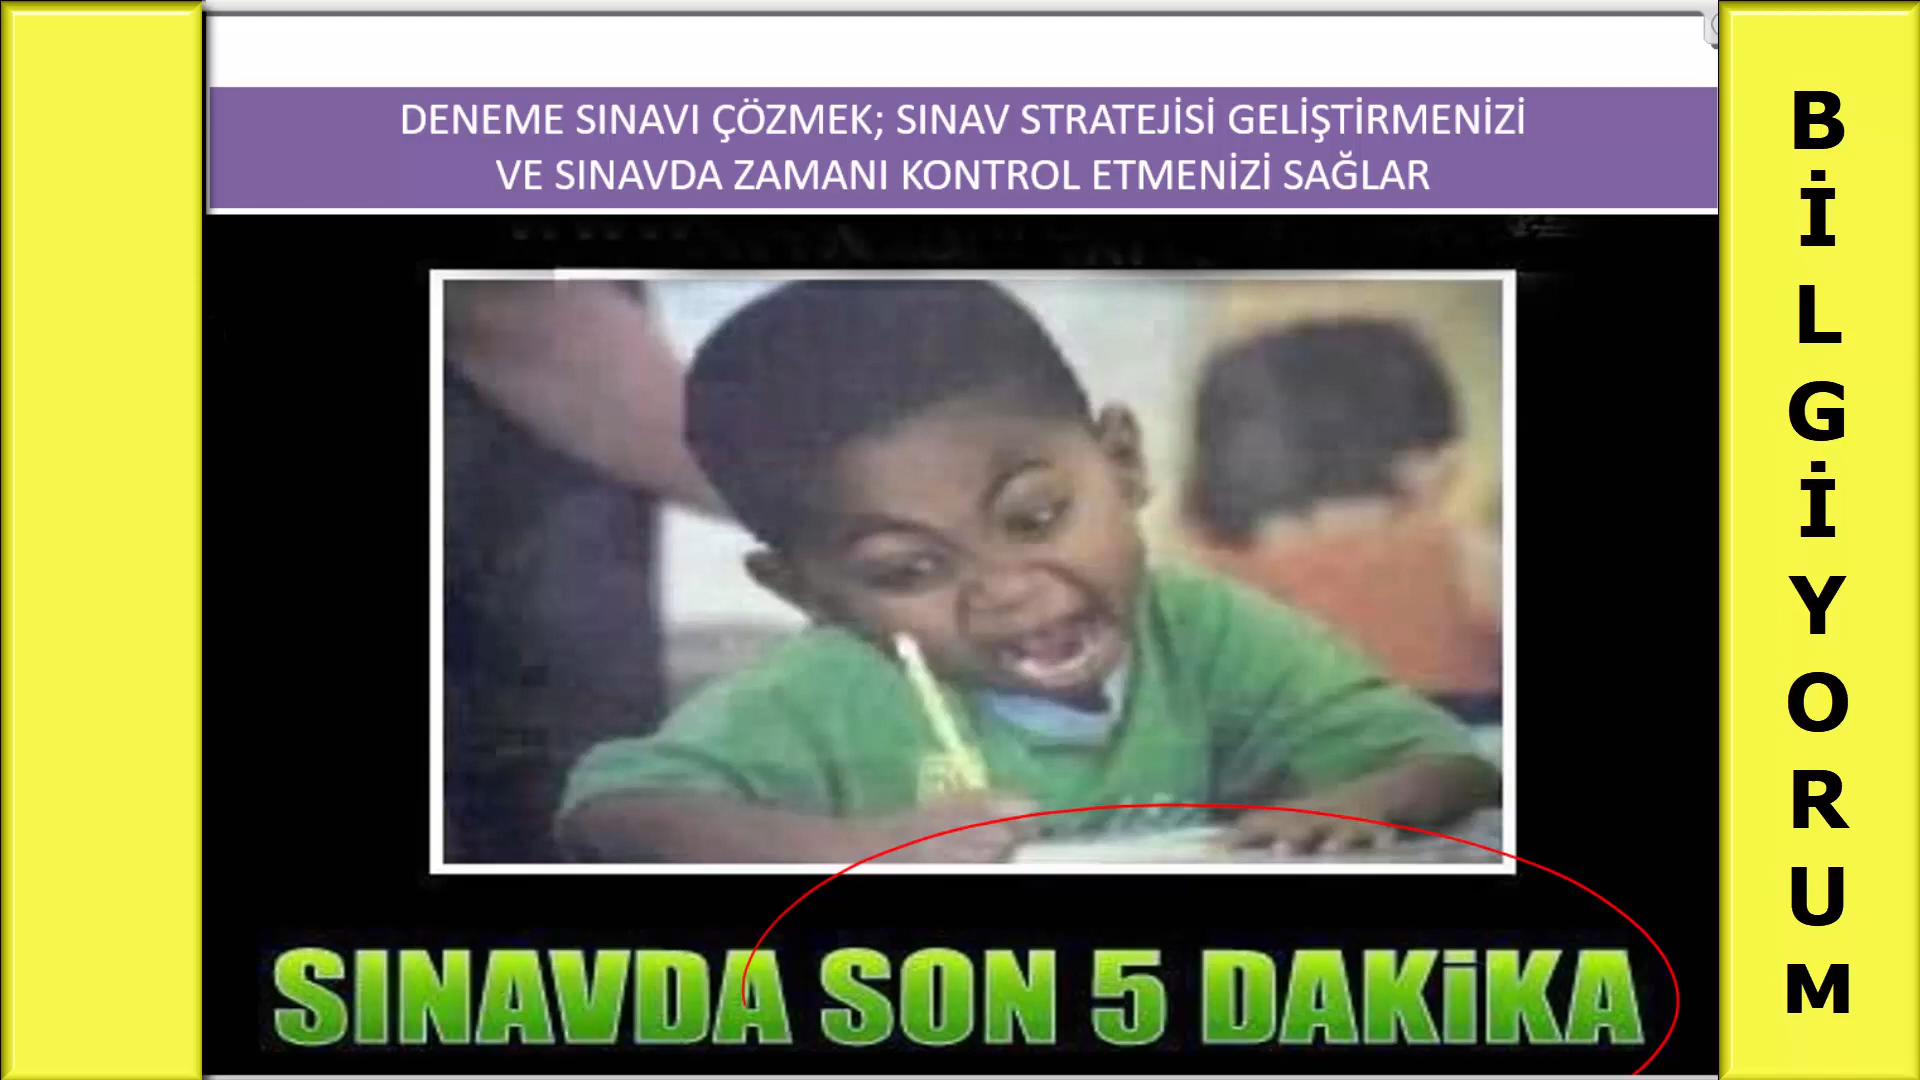 DENEME SINAVI ÇÖZMEK; SINAV STRATEJİSİ GELİŞTİRMENİZİ
VE SINAVDA ZAMANI KONTROL ETMENİZİ SAĞLAR
SINAVDA SON 5 DAKiKA
B
İ
L
G
İ
Y
O
R
U
M